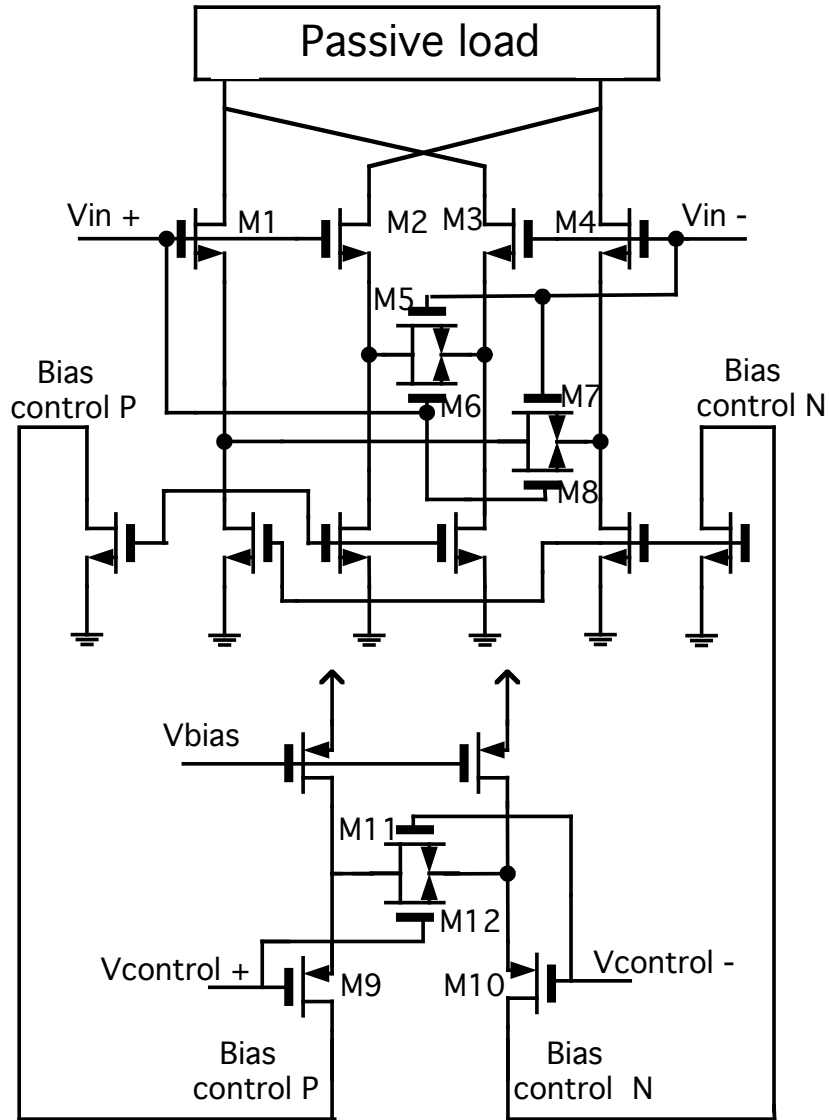 Passive load
Vin +
M1
M2
M3
M4
Vin -
M5
M6
M7
M8
Bias
control P
Bias
control N
Vbias
M11
M12
Vcontrol +
M9
M10
Vcontrol -
Bias
control P
Bias
control N